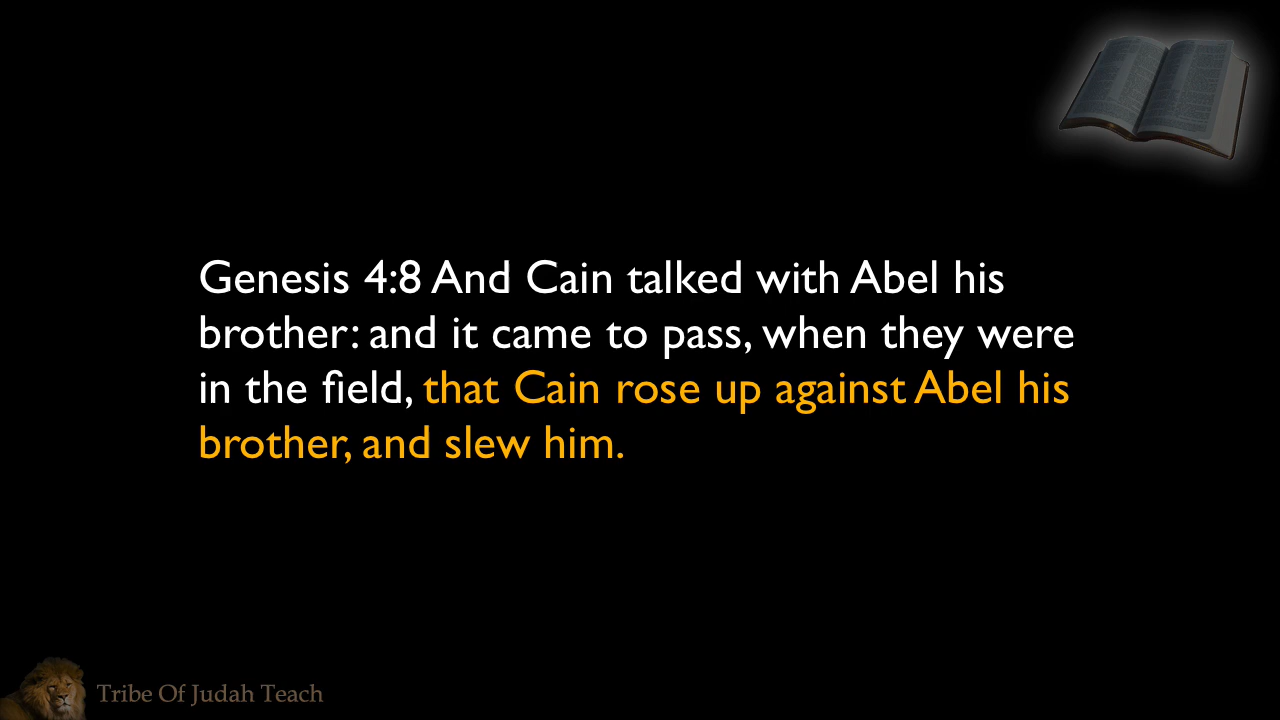 Genesis 4:8 And Cain talked with Abel his
brother: and it came to pass, when they were
in the field, that Cain rose up against Abel his
brother, and slew him.
Tribe Of Judah Teach